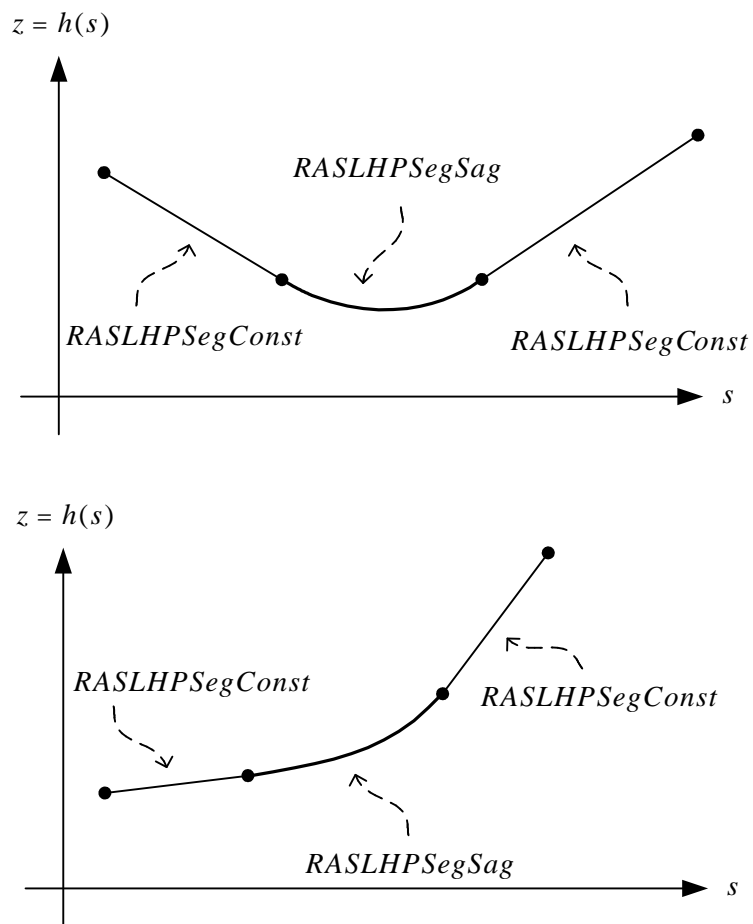 z = h(s)
RASLHPSegSag
RASLHPSegConst
RASLHPSegConst
s
z = h(s)
RASLHPSegConst
RASLHPSegConst
RASLHPSegSag
s